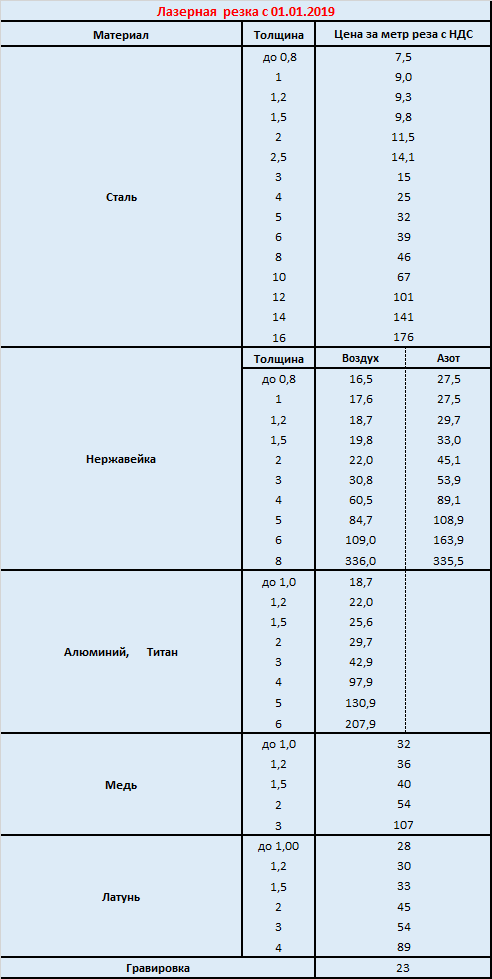 Лазерная резка с 01.01.2019
Материал Толщина Цена за метр реза с НДС
до 0,8 7,5
1 9,0
1,2 9,3
1,5 9,8
2 11,5
2,5 14,1
3 15
Сталь 4 25
5 32
6 39
8 46
10 67
12 101
14 141
16 176
Толщина Воздух Азот
до 0,8 16,5 27,5
1 17,6 27,5
1,2 18,7 29,7
1,5 19,8 33,0
Нержавейка 2 22,0 45,1
3 30,8 53,9
4 60,5 89,1
5 84,7 108,9
6 109,0 163,9
8 336,0 335,5
до 1,0 18,7
1,2 22,0
1,5 25,6
2 29,7
Алюминий, Титан 3 42,9
4 97,9
5 130,9
6 207,9
до 1,0 32
1,2 36
Медь 1,5 40
2 54
3 107
до 1,00 28
1,2 30
1,5 33
Латунь 2 45
3 54
4 89
Гравировка 23